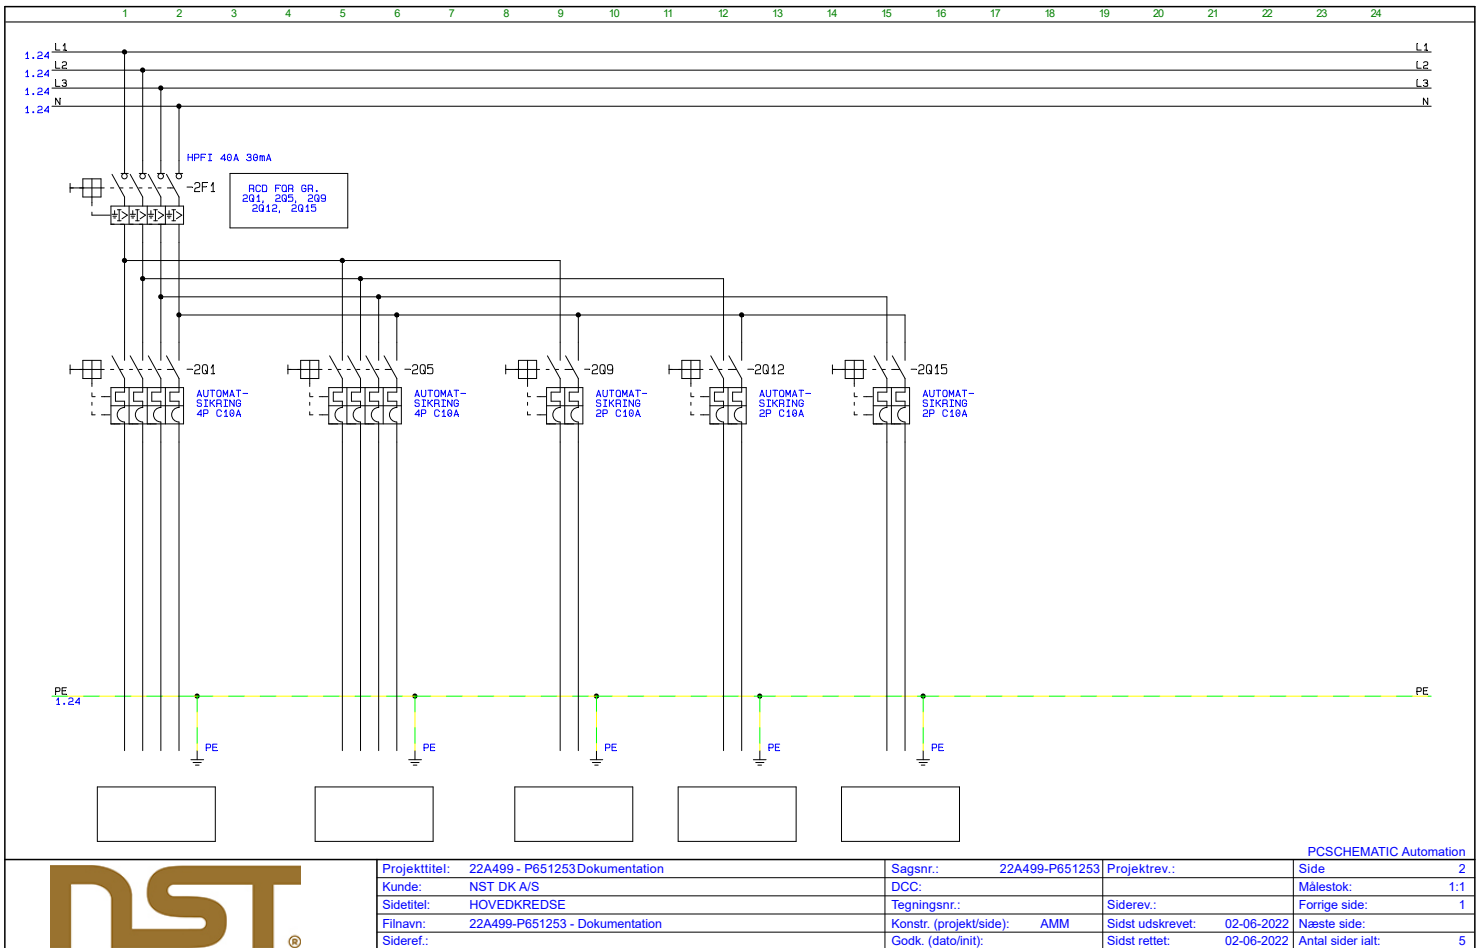 1 2 3 4 5 6 7 8 9 10 11 12 13 14 15 16 17 18 19 20 21 22 23 24
L1 L1
1.24
L2 L2
1.24
L3 L3
1.24
N N
1.24
HPFI 40A 30mA
-2F1
RCD FOR GR.
2Q1, 2Q5, 2Q9
2Q12, 2Q15
-2Q1 -2Q5 -2Q9 -2Q12 -2Q15
AUTOMAT- AUTOMAT- AUTOMAT- AUTOMAT- AUTOMAT-
SIKRING SIKRING SIKRING SIKRING SIKRING
4P C10A 4P C10A 2P C10A 2P C10A 2P C10A
PE PE
1.24
PE PE PE PE PE
PCSCHEMATIC Automation
NST ®
Projekttitel: 22A499 - P651253 Dokumentation Sagsnr.: 22A499-P651253 Projektrev.: Side 2
Kunde: NST DK A/S DCC: Målestok: 1:1
Sidetitel: HOVEDKREDSE Tegningsnr.: Siderev.: Forrige side: 1
Filnavn: 22A499-P651253 - Dokumentation Konstr. (projekt/side): AMM Sidst udskrevet: 02-06-2022 Næste side:
Sideref.: Godk. (dato/init): Sidst rettet: 02-06-2022 Antal sider ialt: 5